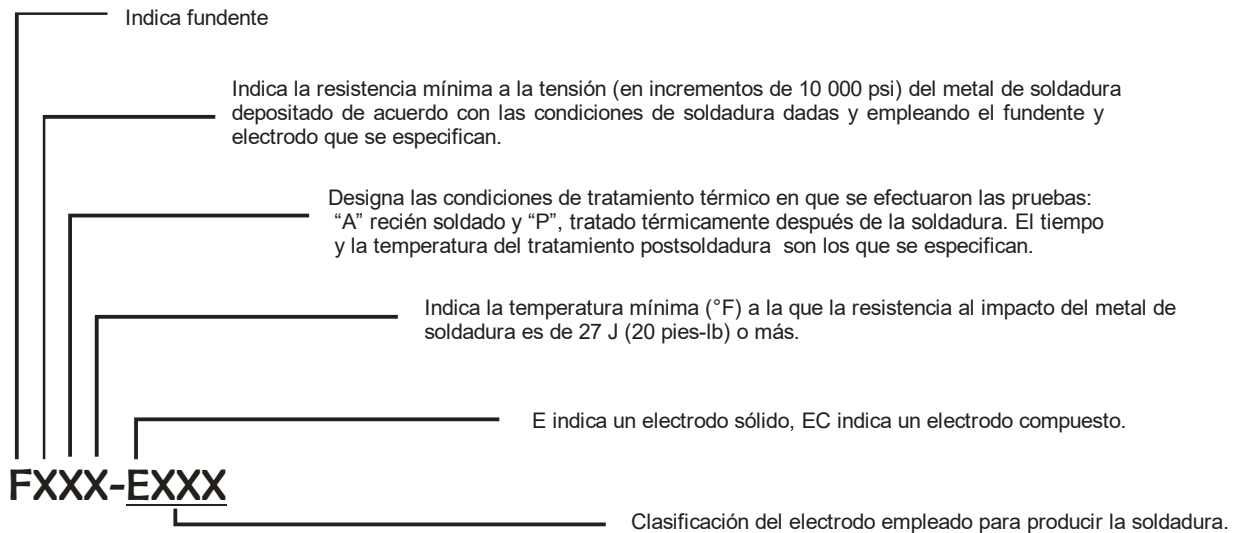 Indica fundente
Indica la resistencia mínima a la tensión (en incrementos de 10 000 psi) del metal de soldadura
depositado de acuerdo con las condiciones de soldadura dadas y empleando el fundente y
electrodo que se especifican.
Designa las condiciones de tratamiento térmico en que se efectuaron las pruebas:
“A” recién soldado y “P”, tratado térmicamente después de la soldadura. El tiempo
y la temperatura del tratamiento postsoldadura son los que se especifican.
Indica la temperatura mínima (°F) a la que la resistencia al impacto del metal de
soldadura es de 27 J (20 pies-lb) o más.
E indica un electrodo sólido, EC indica un electrodo compuesto.
FXXX-EXXX
Clasificación del electrodo empleado para producir la soldadura.